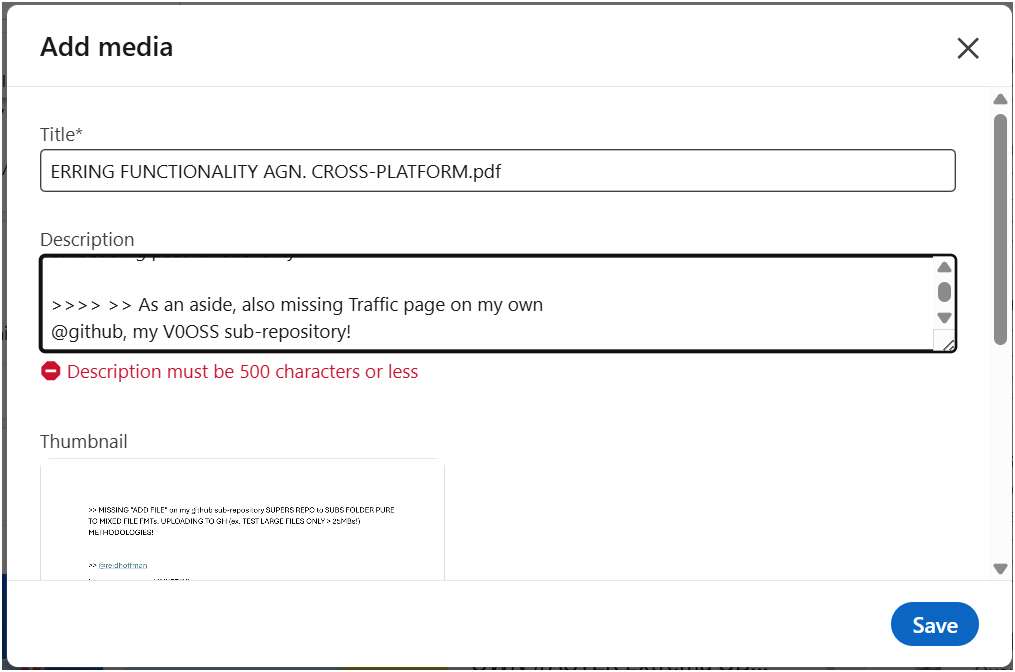 Add media
Title*
ERRING FUNCTIONALITY AGN. CROSS-PLATFORM.pdf
Description
>>>> >> As an aside, also missing Traffic page on my own
@github, my V0OSS sub-repository!
Description must be 500 characters or less
Thumbnail
>> MISSING "ADD FILE" on my github sub-repository SUPERS REPO to SUBS FOLDER PURE
TO MIXED FILE FMTs. UPLOADING TO GH (ex. TEST LARGE FILES ONLY > 25MBs!)
METHODOLOGIES!
>> @reidhoffman
Save